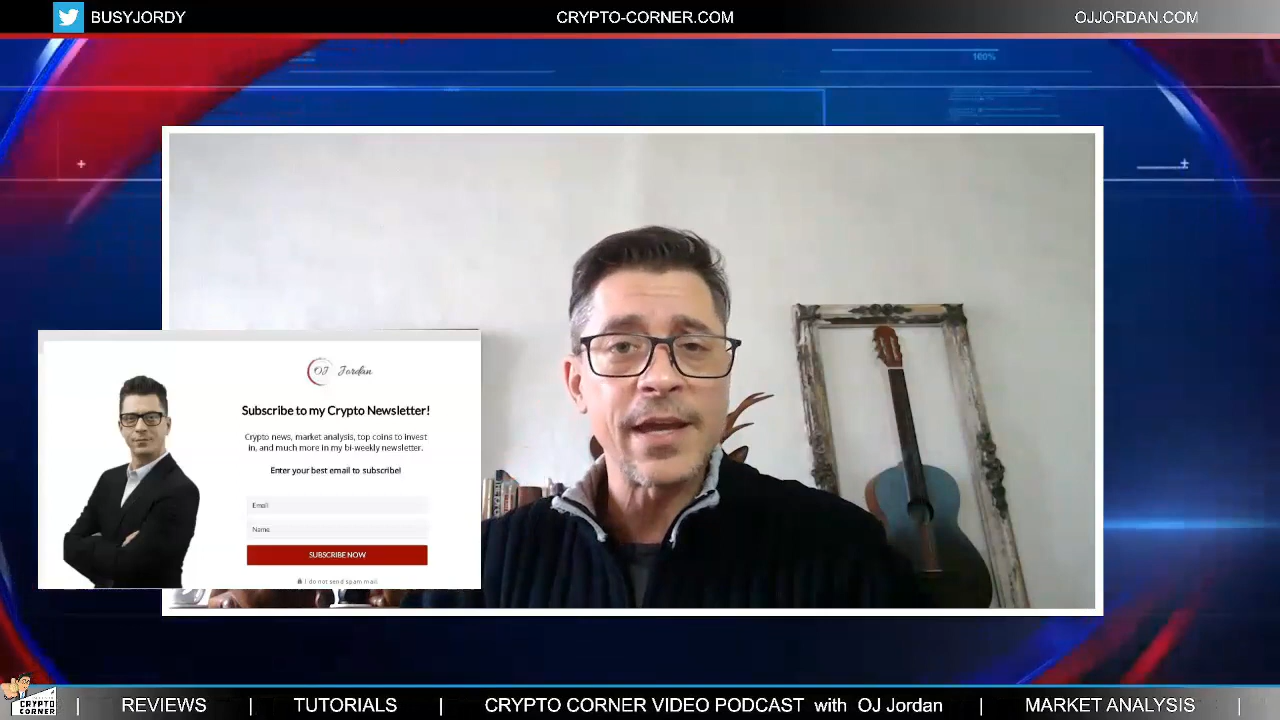 BUSYJORDY
CRYPTO-CORNER.COM
OJJORDAN.COM
100%
OJ Jordan
Subscribe to my Crypto Newsletter!
Crypto news, market analysis, top coins to invest
in, and much more in my bi-weekly newsletter.
Enter your best email to subscribe!
Email
Name
SUBSCRIBE NOW
I do not send spam mail
CRYPTO
CORNER
| REVIEWS | TUTORIALS | CRYPTO CORNER VIDEO PODCAST with OJ Jordan | MARKET ANALYSIS |